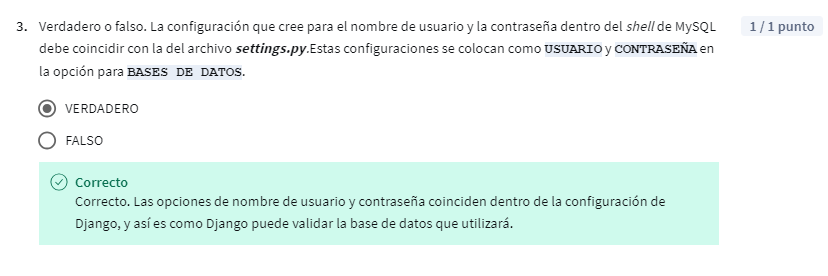 3. Verdadero o falso. La configuración que cree para el nombre de usuario y la contraseña dentro del shell de MySQL
1 / 1 punto
debe coincidir con la del archivo settings.py.Estas configuraciones se colocan como USUARIO y CONTRASEÑA en
la opción para BASES DE DATOS.
VERDADERO
FALSO
Correcto
Correcto. Las opciones de nombre de usuario y contraseña coinciden dentro de la configuración de
Django, y así es como Django puede validar la base de datos que utilizará.